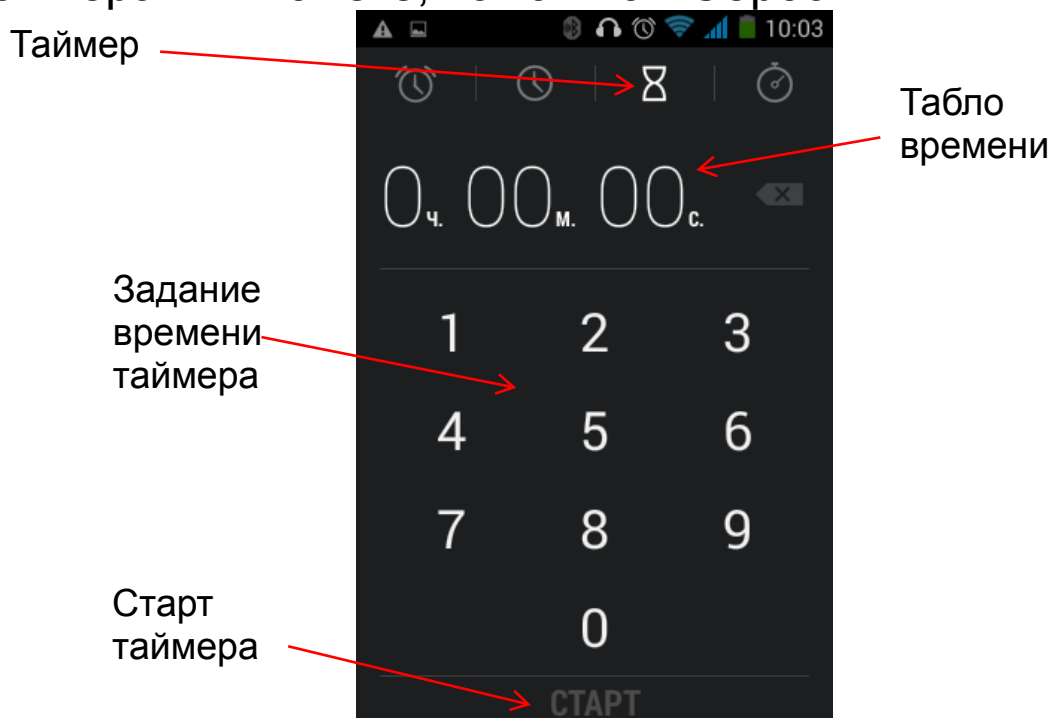 Таймер
10:03
Табло
времени
0ч. 00м. 00с.
Задание
времени
таймера
1 2 3
4 5 6
7 8 9
0
Старт
таймера
СТАРТ